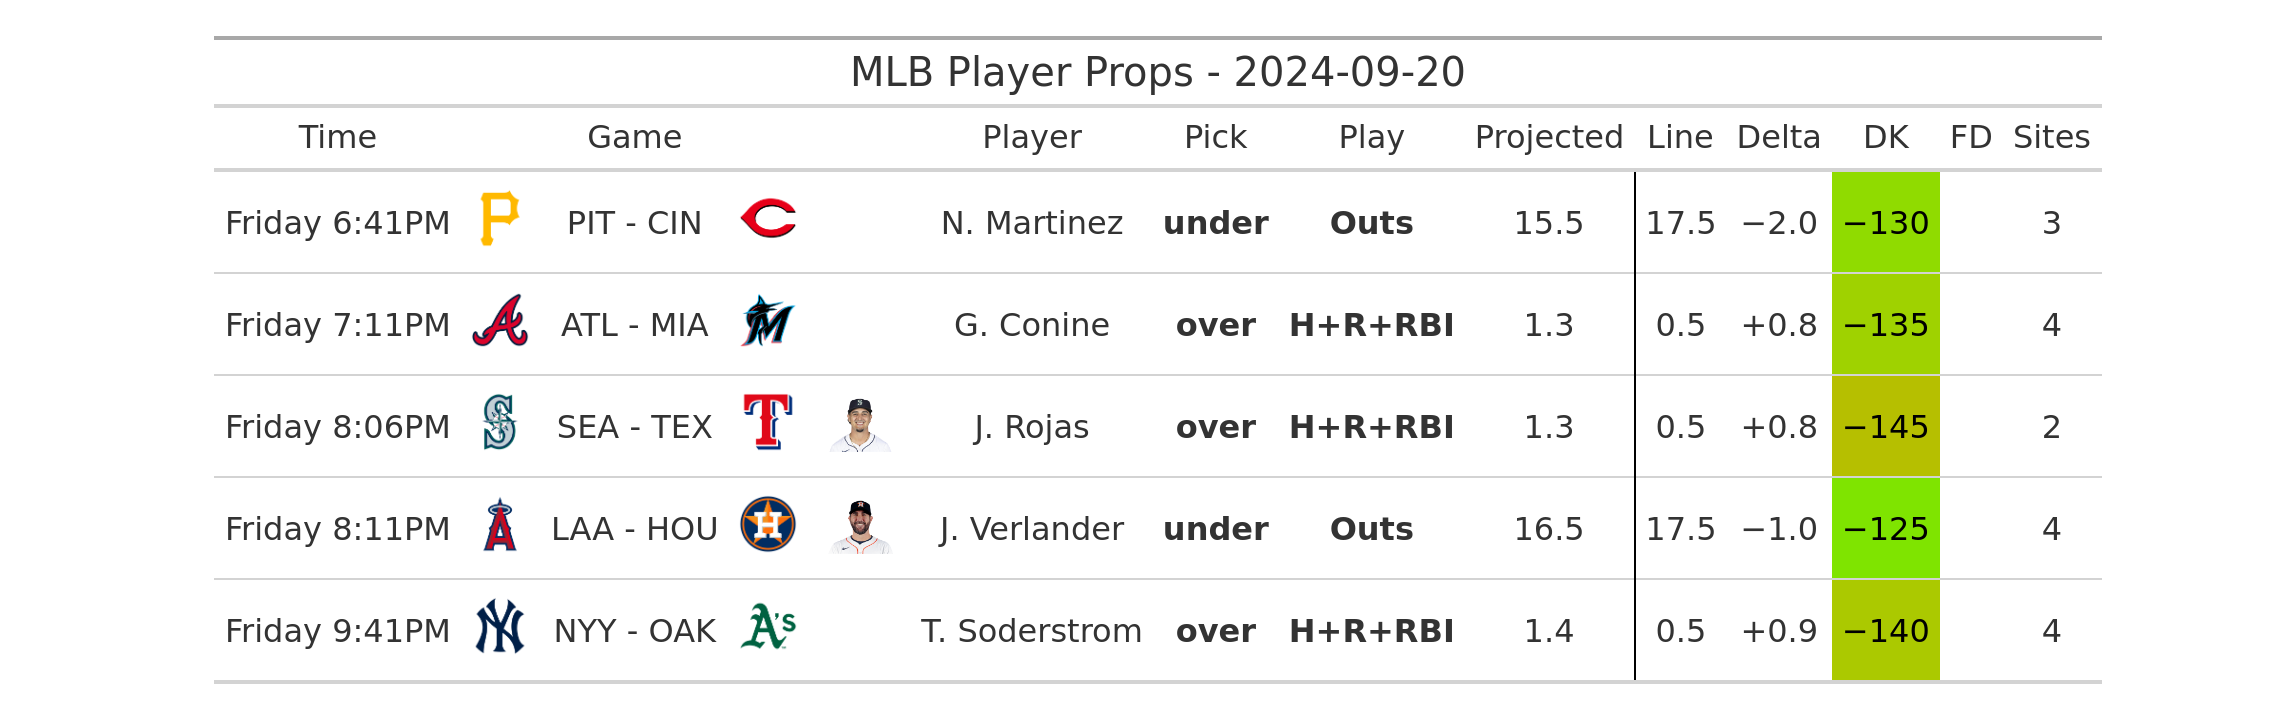 MLB Player Props - 2024-09-20
Time Game Player Pick Play Projected Line Delta DK FD Sites
Friday 6:41PM PIT - CIN N. Martinez under Outs 15.5 17.5 −2.0 −130 3
Friday 7:11PM ATL - MIA G. Conine over H+R+RBI 1.3 0.5 +0.8 −135 4
Friday 8:06PM SEA - TEX J. Rojas over H+R+RBI 1.3 0.5 +0.8 −145 2
Friday 8:11PM LAA - HOU J. Verlander under Outs 16.5 17.5 −1.0 −125 4
Friday 9:41PM NYY - OAK T. Soderstrom over H+R+RBI 1.4 0.5 +0.9 −140 4